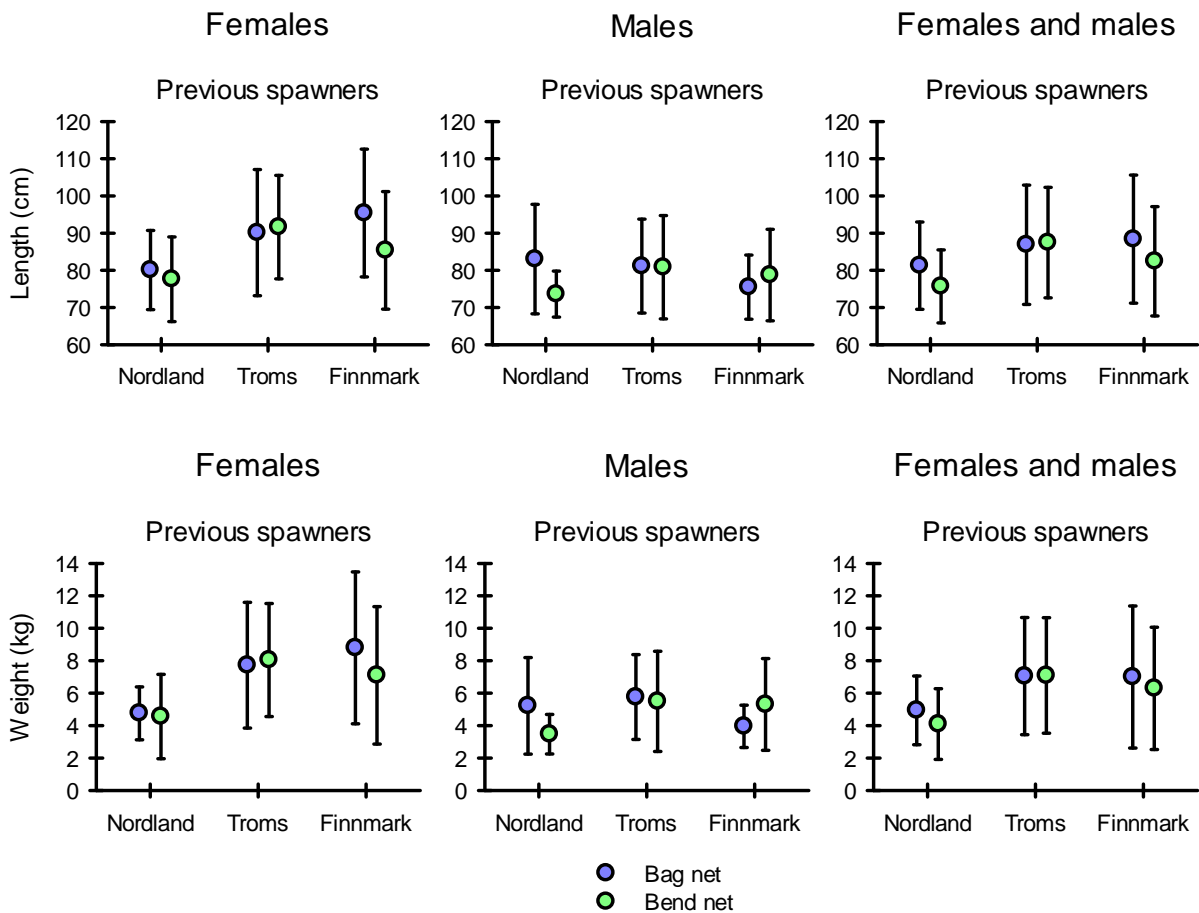 Females Males Females and males
Previous spawners Previous spawners Previous spawners
Length (cm)
120 120 120
110 110 110
100 100 100
90 90 90
80 80 80
70 70 70
60 60 60
Nordland Troms Finnmark Nordland Troms Finnmark Nordland Troms Finnmark
Females Males Females and males
Previous spawners Previous spawners Previous spawners
Weight (kg)
14 14 14
12 12 12
10 10 10
8 8 8
6 6 6
4 4 4
2 2 2
0 0 0
Nordland Troms Finnmark Nordland Troms Finnmark Nordland Troms Finnmark
Bag net
Bend net